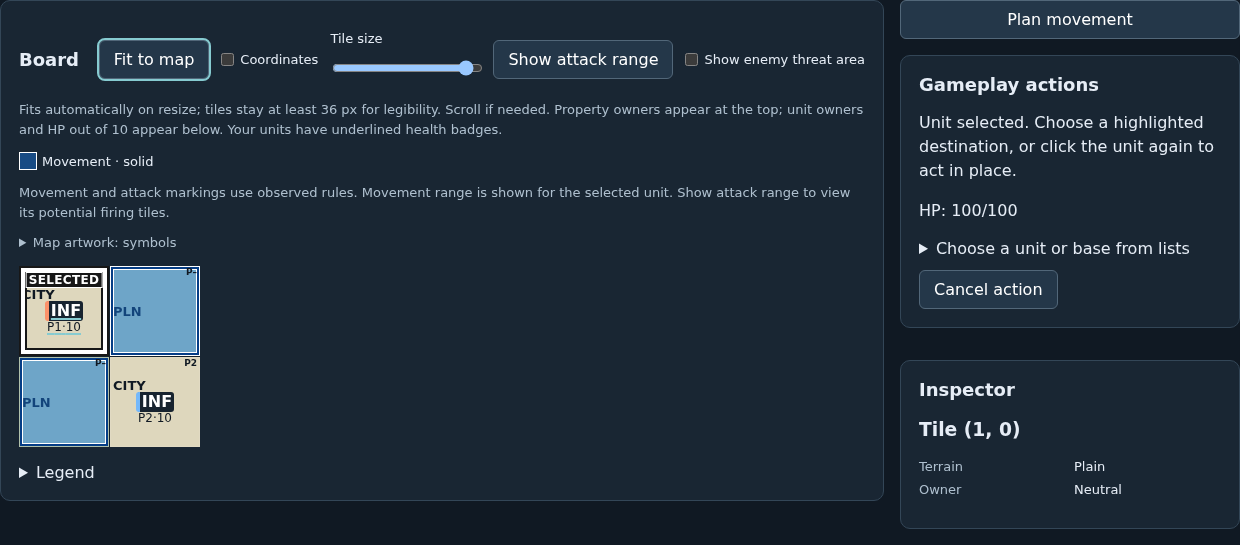 Plan movement
Board
Fit to map
Coordinates
Tile size
Show attack range
Show enemy threat area
Fits automatically on resize; tiles stay at least 36 px for legibility. Scroll if needed. Property owners appear at the top; unit owners
and HP out of 10 appear below. Your units have underlined health badges.
Movement · solid
Movement and attack markings use observed rules. Movement range is shown for the selected unit. Show attack range to view
its potential firing tiles.
Map artwork: symbols
SELECTED
CITY
INF
P1·10
PLN
PLN
P2
CITY
INF
P2·10
Legend
Gameplay actions
Unit selected. Choose a highlighted
destination, or click the unit again to
act in place.
HP: 100/100
Choose a unit or base from lists
Cancel action
Inspector
Tile (1, 0)
Terrain Plain
Owner Neutral